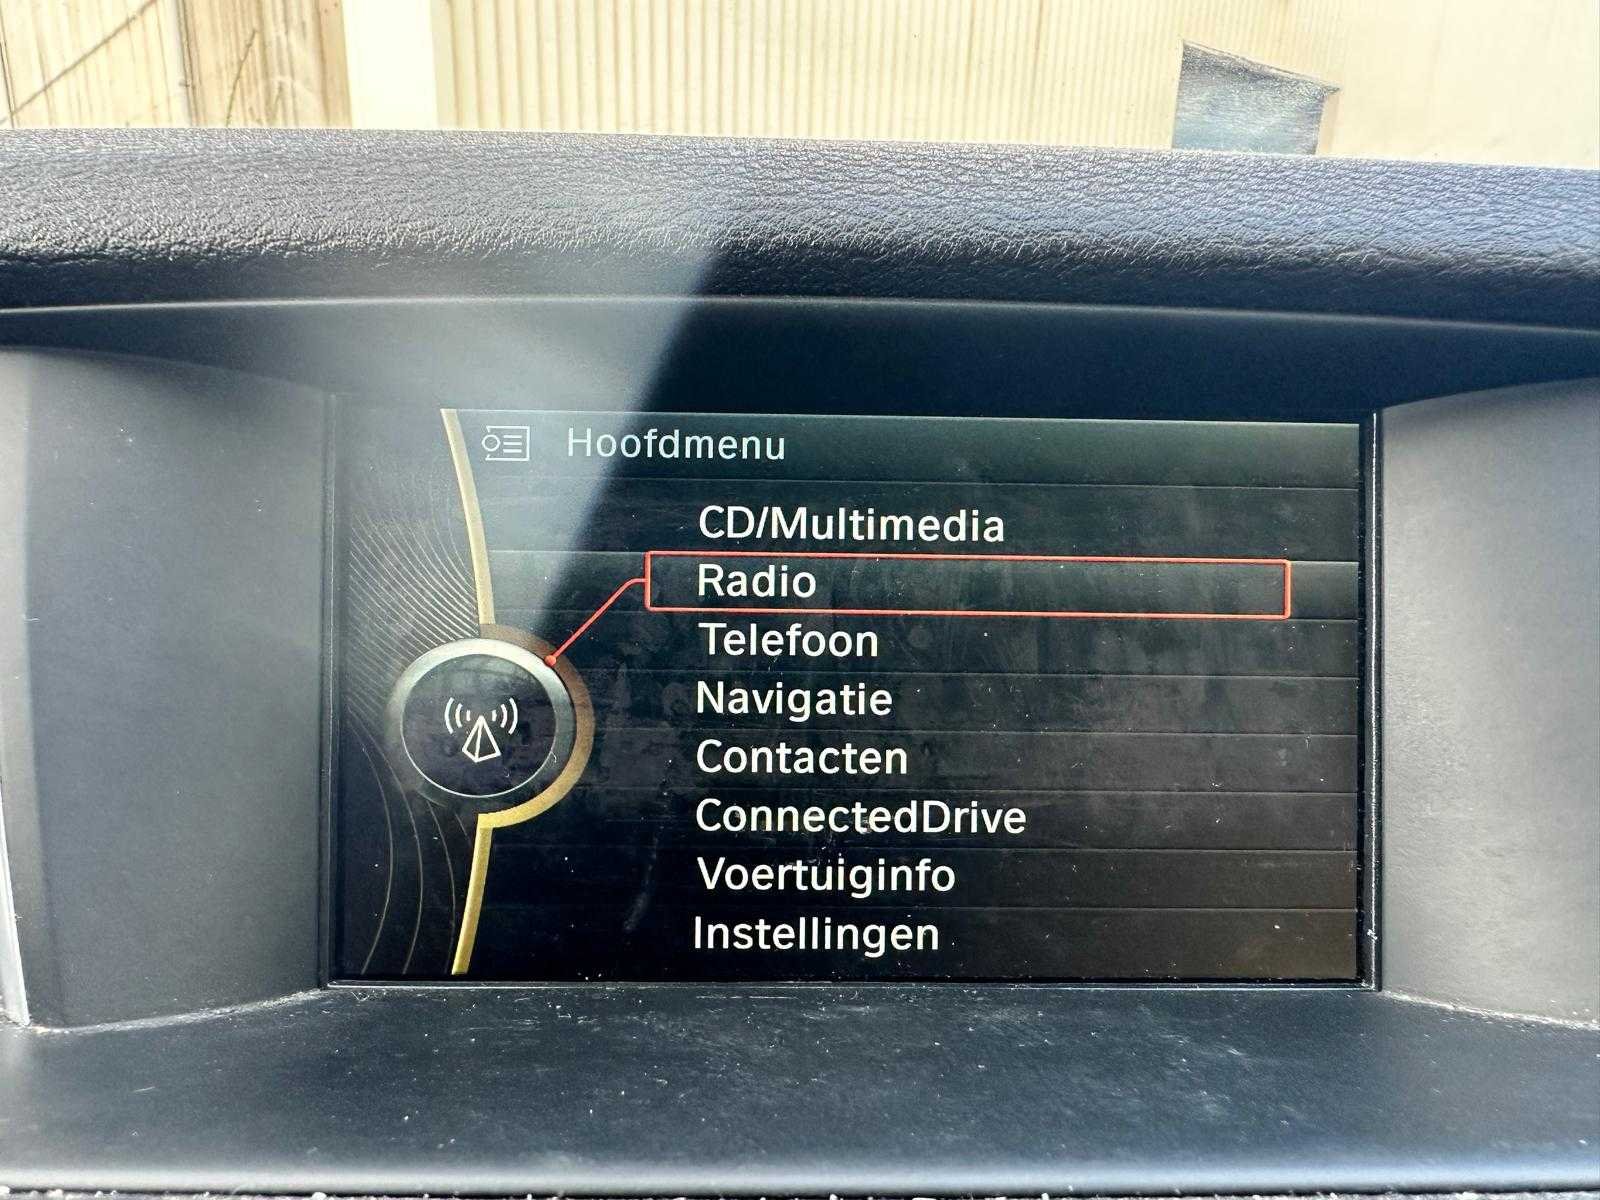 Hoofdmenu
CD/Multimedia
Radio
Telefoon
Navigatie
Contacten
ConnectedDrive
Voertuiginfo
Instellingen